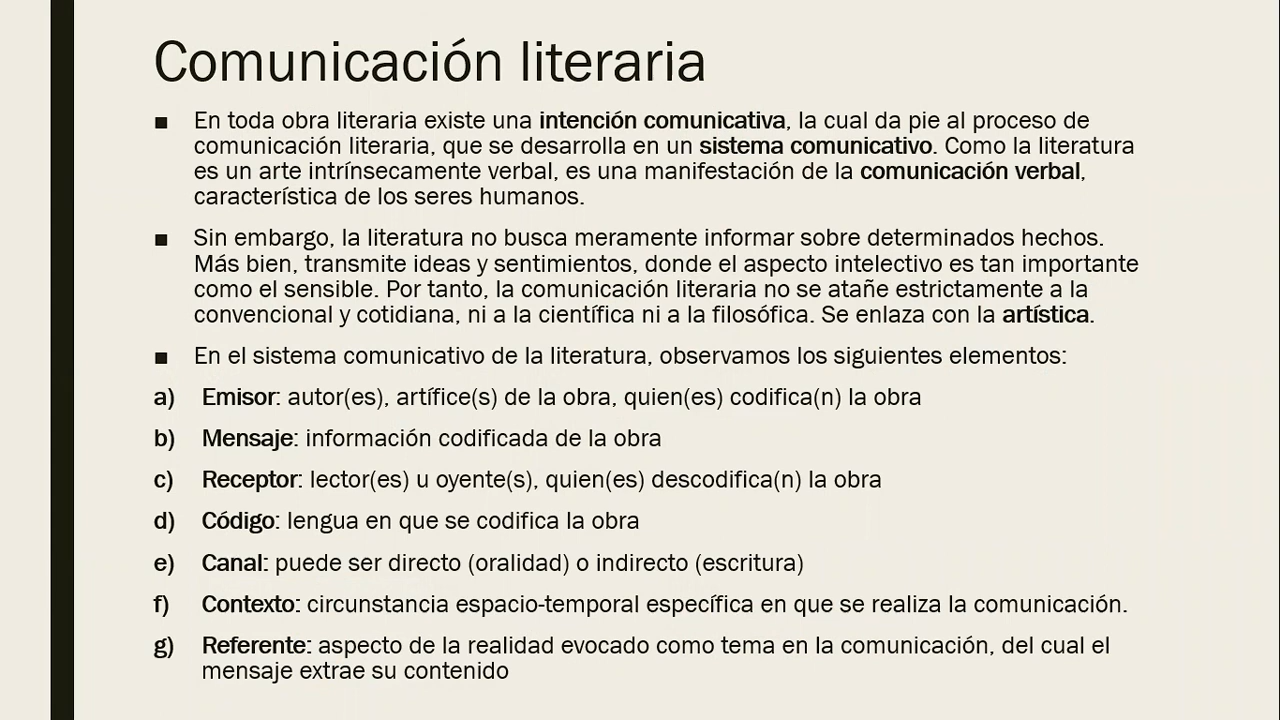 Comunicación literaria
■ En toda obra literaria existe una intención comunicativa, la cual da pie al proceso de
comunicación literaria, que se desarrolla en un sistema comunicativo. Como la literatura
es un arte intrínsecamente verbal, es una manifestación de la comunicación verbal,
característica de los seres humanos.
■ Sin embargo, la literatura no busca meramente informar sobre determinados hechos.
Más bien, transmite ideas y sentimientos, donde el aspecto intelectivo es tan importante
como el sensible. Por tanto, la comunicación literaria no se atañe estrictamente a la
convencional y cotidiana, ni a la científica ni a la filosófica. Se enlaza con la artística.
■ En el sistema comunicativo de la literatura, observamos los siguientes elementos:
a) Emisor: autor(es), artífice(s) de la obra, quien(es) codifica(n) la obra
b) Mensaje: información codificada de la obra
c) Receptor: lector(es) u oyente(s), quien(es) descodifica(n) la obra
d) Código: lengua en que se codifica la obra
e) Canal: puede ser directo (oralidad) o indirecto (escritura)
f) Contexto: circunstancia espacio-temporal específica en que se realiza la comunicación.
g) Referente: aspecto de la realidad evocado como tema en la comunicación, del cual el
mensaje extrae su contenido